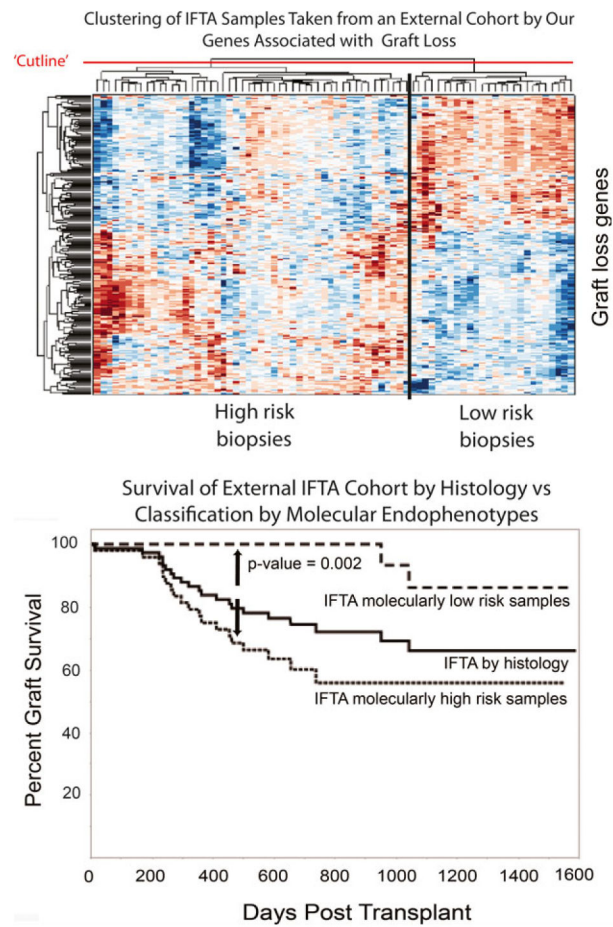 Clustering of IFTA Samples Taken from an External Cohort by Our
Genes Associated with Graft Loss
'Cutline'
Graft loss genes
High risk
biopsies
Low risk
biopsies
Survival of External IFTA Cohort by Histology vs
Classification by Molecular Endophenotypes
Percent Graft Survival
100
80
60
40
20
p-value = 0.002
IFTA molecularly low risk samples
IFTA by histology
IFTA molecularly high risk samples
0 200 400 600 800 1000 1200 1400 1600
Days Post Transplant